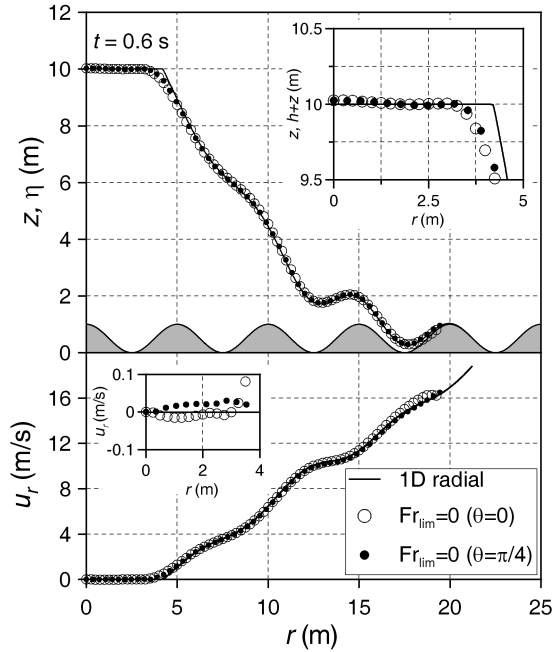 12
10
8
6
4
2
0
z, η (m)
t = 0.6 s
10.5
10
9.5
z, h+z (m)
0
2.5
5
r (m)
16
12
8
4
0
u_r (m/s)
0.1
0
-0.1
u_r (m/s)
0 2 4
r (m)
1D radial
Fr_lim=0 (θ=0)
Fr_lim=0 (θ=π/4)
0 5 10 15 20 25
r (m)